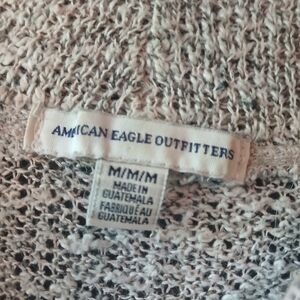 AMERICAN EAGLE OUTFITTERS
M/M/M
MADE IN
GUATEMALA
FABRIQUÉ AU
GUATEMALA